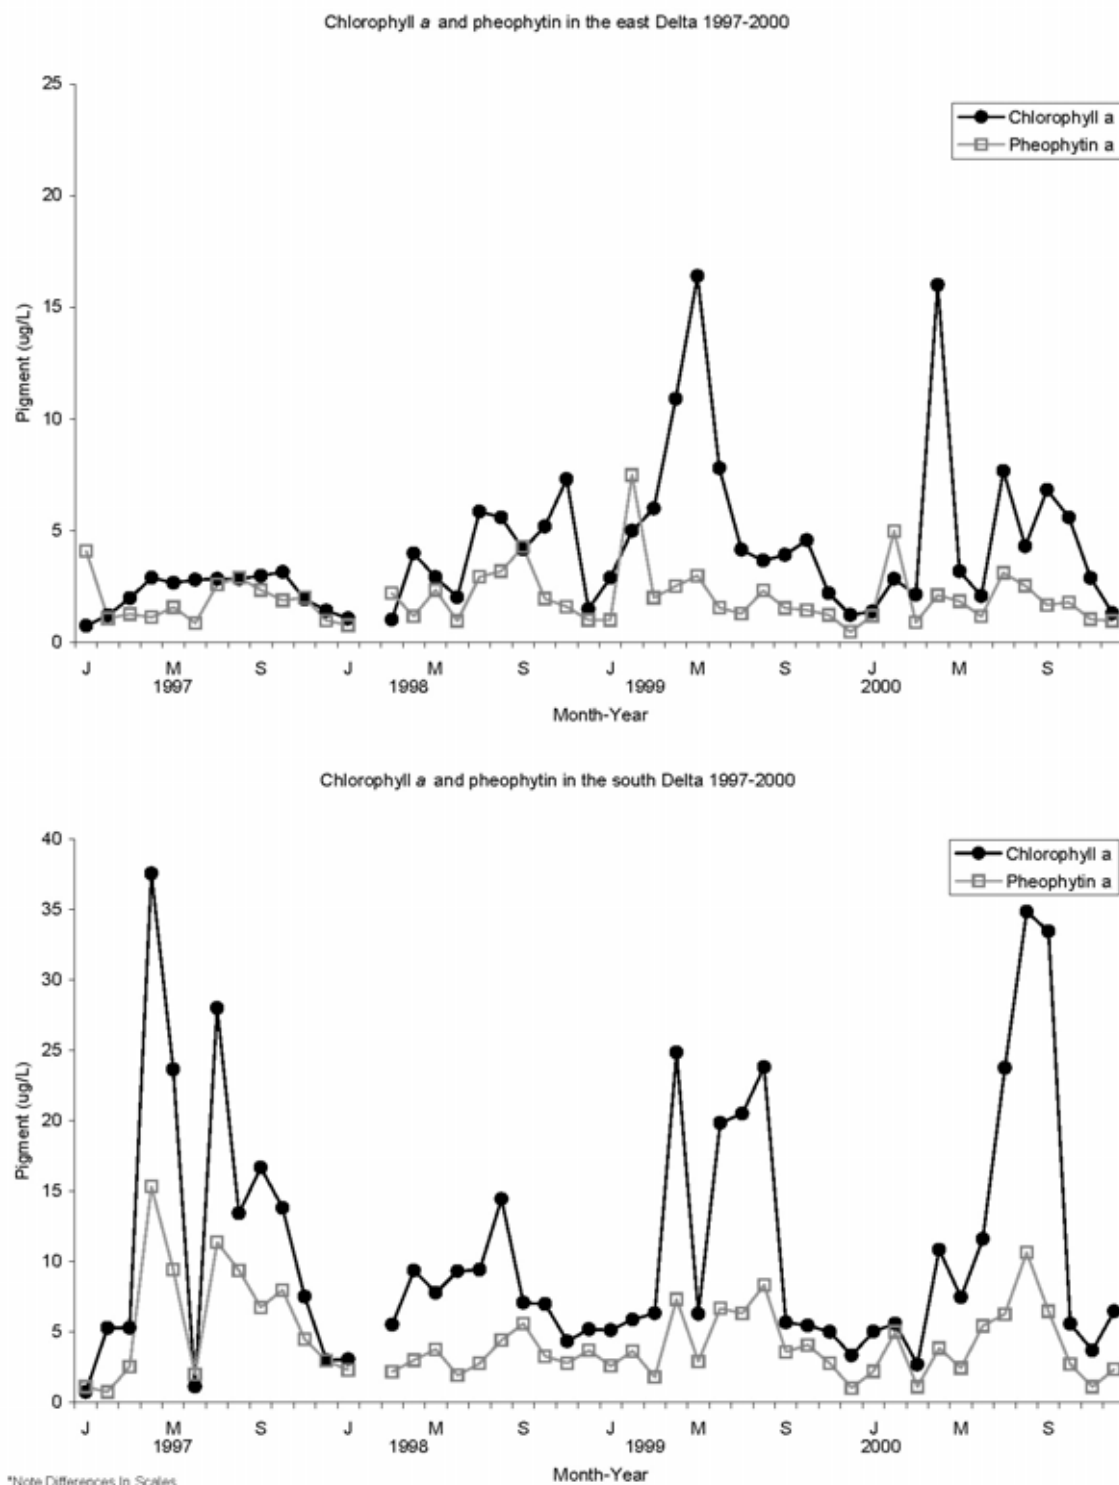 Chlorophyll a and pheophytin in the east Delta 1997-2000
25
Chlorophyll a
Pheophytin a
20
15
Pigment (ug/L)
10
5
0
J M S J M S J M S J M S
1997 1998 1999 2000
Month-Year
Chlorophyll a and pheophytin in the south Delta 1997-2000
40
Chlorophyll a
Pheophytin a
35
30
25
20
Pigment (ug/L)
15
10
5
0
J M S J M S J M S J M S
1997 1998 1999 2000
Month-Year
*Note Differences In Scales